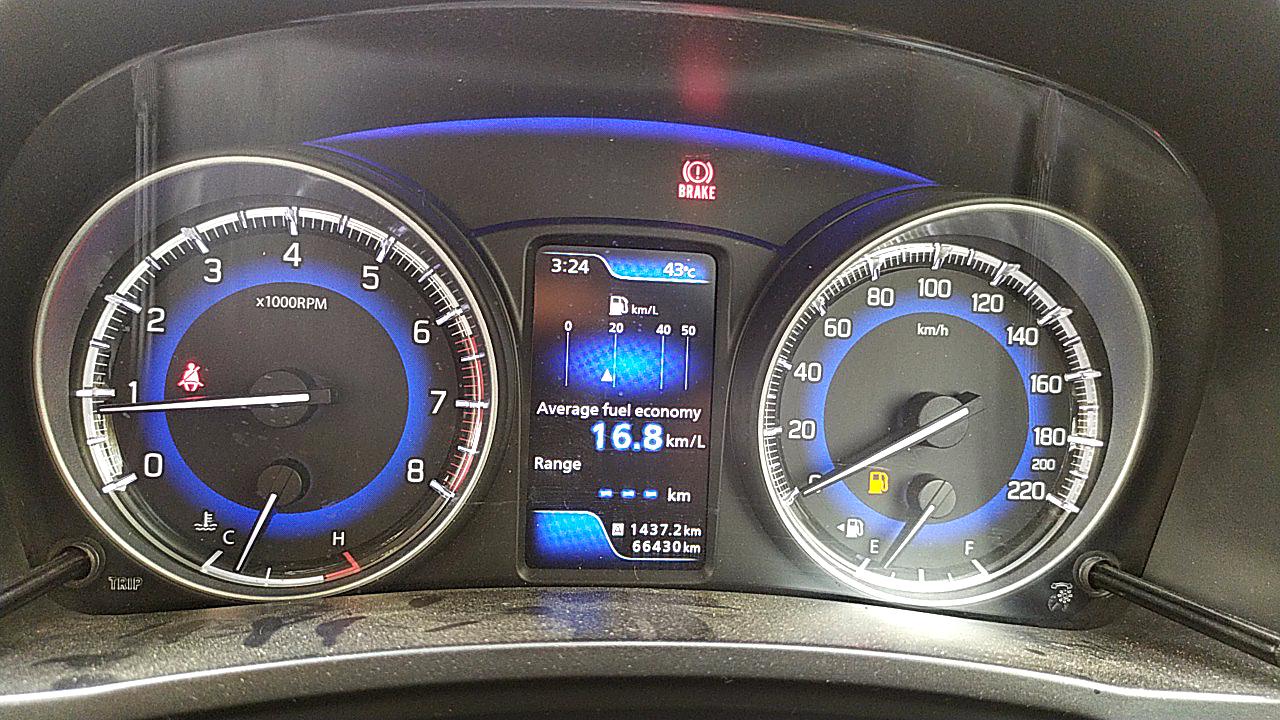 BRAKE
4
3
5
x1000RPM
2
6
1
7
0
8
C
H
TRIP
3:24
43°C
km/L
0
20
40
50
Average fuel economy
16.8 km/L
Range
--- km
A 1437.2 km
66430 km
100
80
120
km/h
60
140
40
160
20
180
200
0
220
E
F